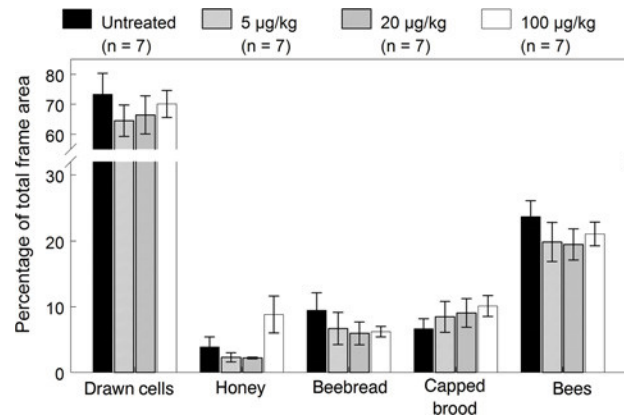 Untreated 5 µg/kg 20 µg/kg 100 µg/kg
(n = 7) (n = 7) (n = 7) (n = 7)
Percentage of total frame area
80
70
60
20
10
0
Drawn cells Honey Beebread Capped brood Bees